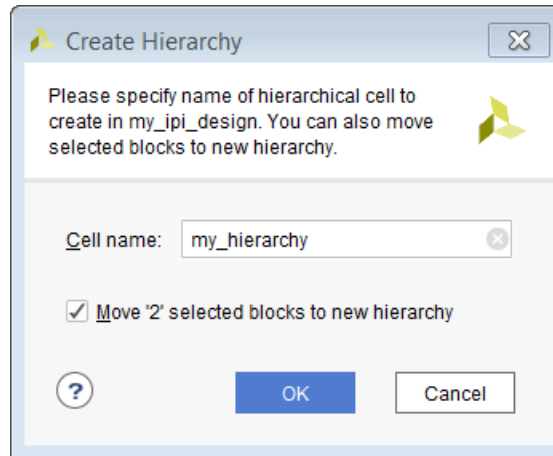 Create Hierarchy
Please specify name of hierarchical cell to
create in my_ipi_design. You can also move
selected blocks to new hierarchy.
Cell name: my_hierarchy
Move '2' selected blocks to new hierarchy
? OK Cancel